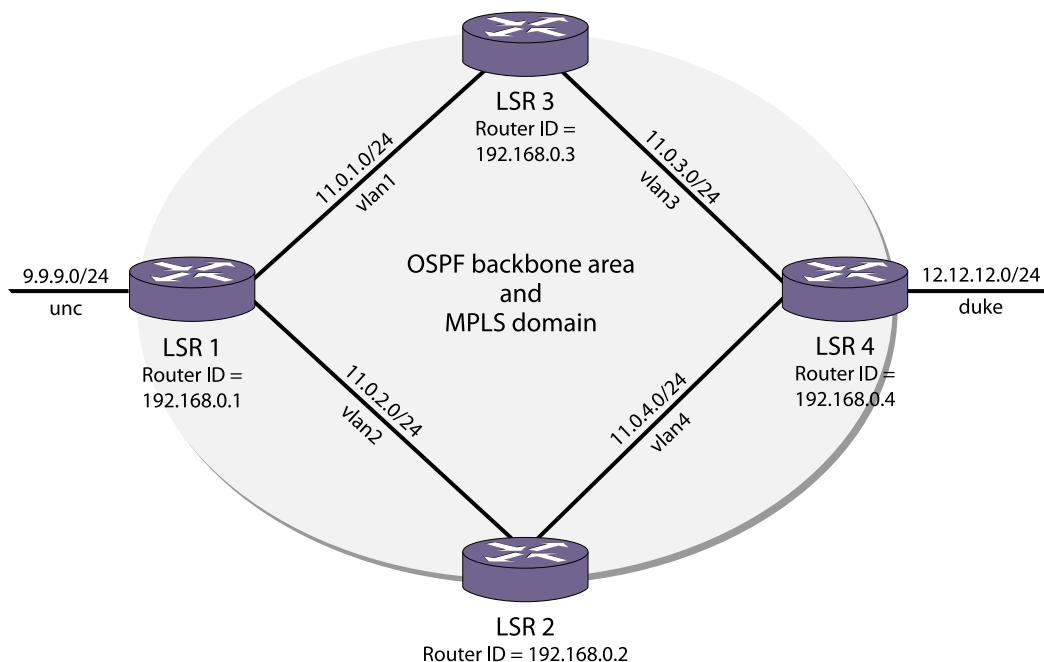 LSR 3
Router ID =
192.168.0.3
11.0.1.0/24
vlan1
11.0.3.0/24
vlan3
9.9.9.0/24
unc
OSPF backbone area
and
MPLS domain
12.12.12.0/24
duke
LSR 1
Router ID =
192.168.0.1
LSR 4
Router ID =
192.168.0.4
11.0.2.0/24
vlan2
11.0.4.0/24
vlan4
LSR 2
Router ID = 192.168.0.2